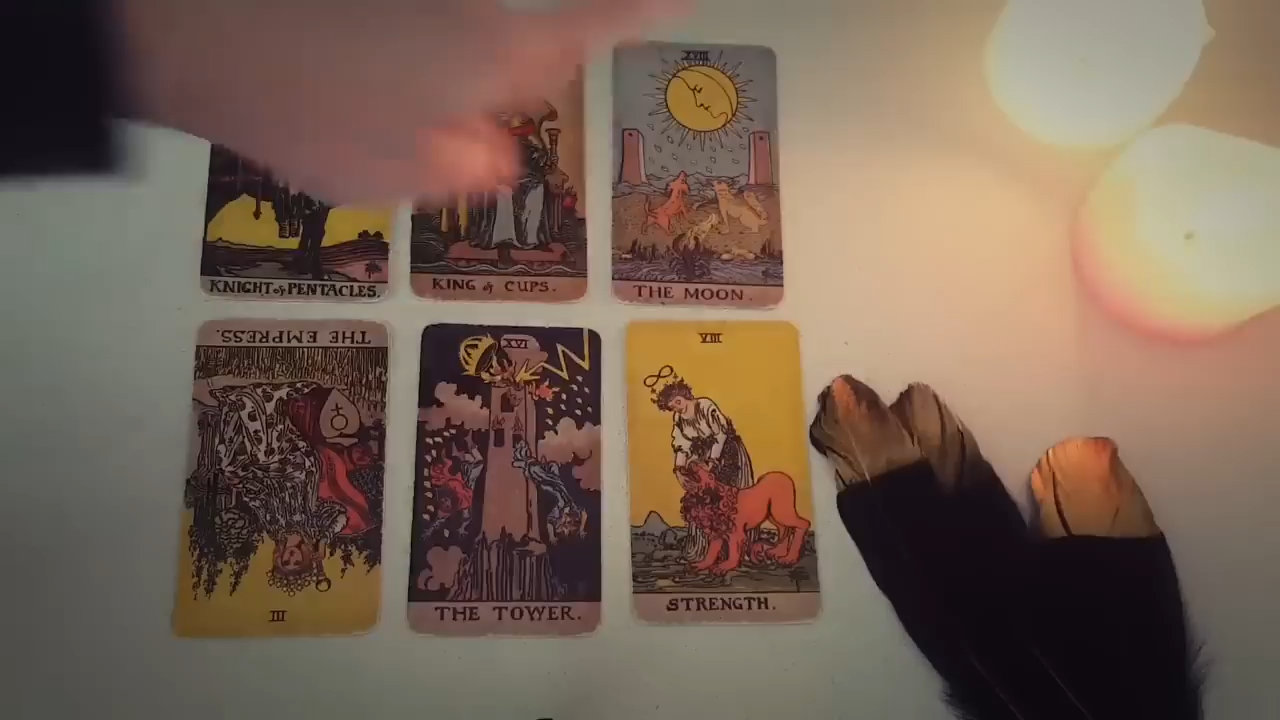 XVIII
KNIGHT of PENTACLES.
KING of CUPS.
THE MOON.
THE EMPRESS.
XVI
VIII
III
THE TOWER.
STRENGTH.